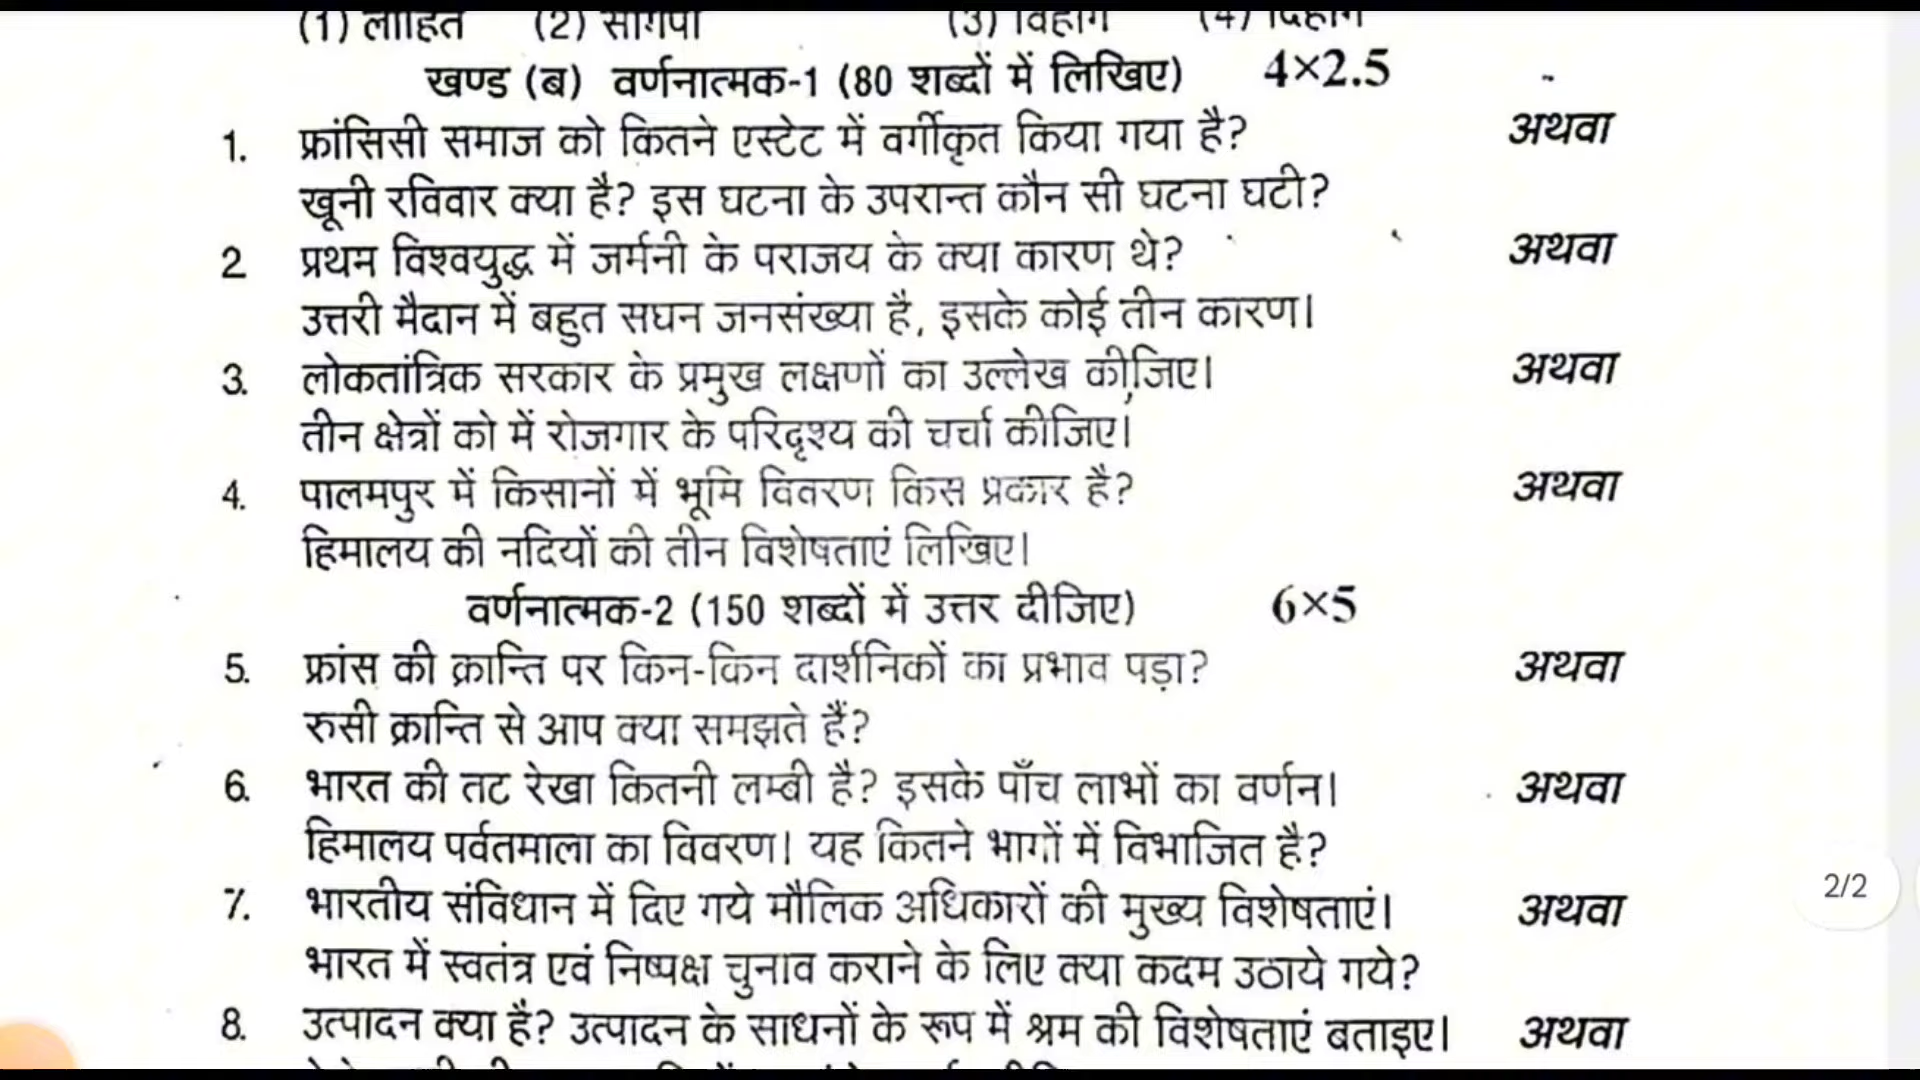 (1) लोहित (2) सांगपो (3) दिहांग (4) दिहांग
खण्ड (ब) वर्णनात्मक-1 (80 शब्दों में लिखिए) 4×2.5
1. फ्रांसिसी समाज को कितने एस्टेट में वर्गीकृत किया गया है? अथवा
खूनी रविवार क्या है? इस घटना के उपरान्त कौन सी घटना घटी?
2 प्रथम विश्वयुद्ध में जर्मनी के पराजय के क्या कारण थे? अथवा
उत्तरी मैदान में बहुत सघन जनसंख्या है, इसके कोई तीन कारण।
3. लोकतांत्रिक सरकार के प्रमुख लक्षणों का उल्लेख कीजिए। अथवा
तीन क्षेत्रों को में रोजगार के परिदृश्य की चर्चा कीजिए।
4. पालमपुर में किसानों में भूमि वितरण किस प्रकार है? अथवा
हिमालय की नदियों की तीन विशेषताएं लिखिए।
वर्णनात्मक-2 (150 शब्दों में उत्तर दीजिए) 6×5
5. फ्रांस की क्रान्ति पर किन-किन दार्शनिकों का प्रभाव पड़ा? अथवा
रुसी क्रान्ति से आप क्या समझते हैं?
6. भारत की तट रेखा कितनी लम्बी है? इसके पाँच लाभों का वर्णन। अथवा
हिमालय पर्वतमाला का विवरण। यह कितने भागों में विभाजित है?
2/2
7. भारतीय संविधान में दिए गये मौलिक अधिकारों की मुख्य विशेषताएं। अथवा
भारत में स्वतंत्र एवं निष्पक्ष चुनाव कराने के लिए क्या कदम उठाये गये?
8. उत्पादन क्या है? उत्पादन के साधनों के रूप में श्रम की विशेषताएं बताइए। अथवा